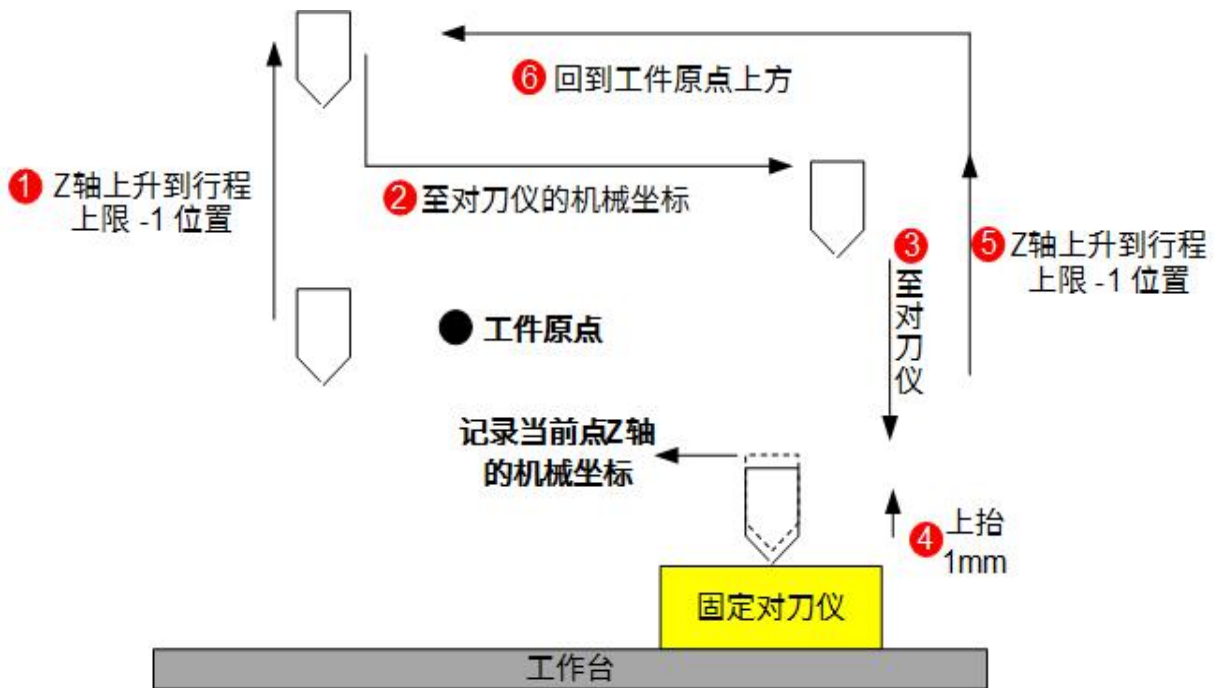 6 回到工件原点上方
1 Z轴上升到行程
上限 -1 位置
2 至对刀仪的机械坐标
3 至对刀仪
5 Z轴上升到行程
上限 -1 位置
工件原点
记录当前点Z轴
的机械坐标
4 上抬
1mm
固定对刀仪
工作台